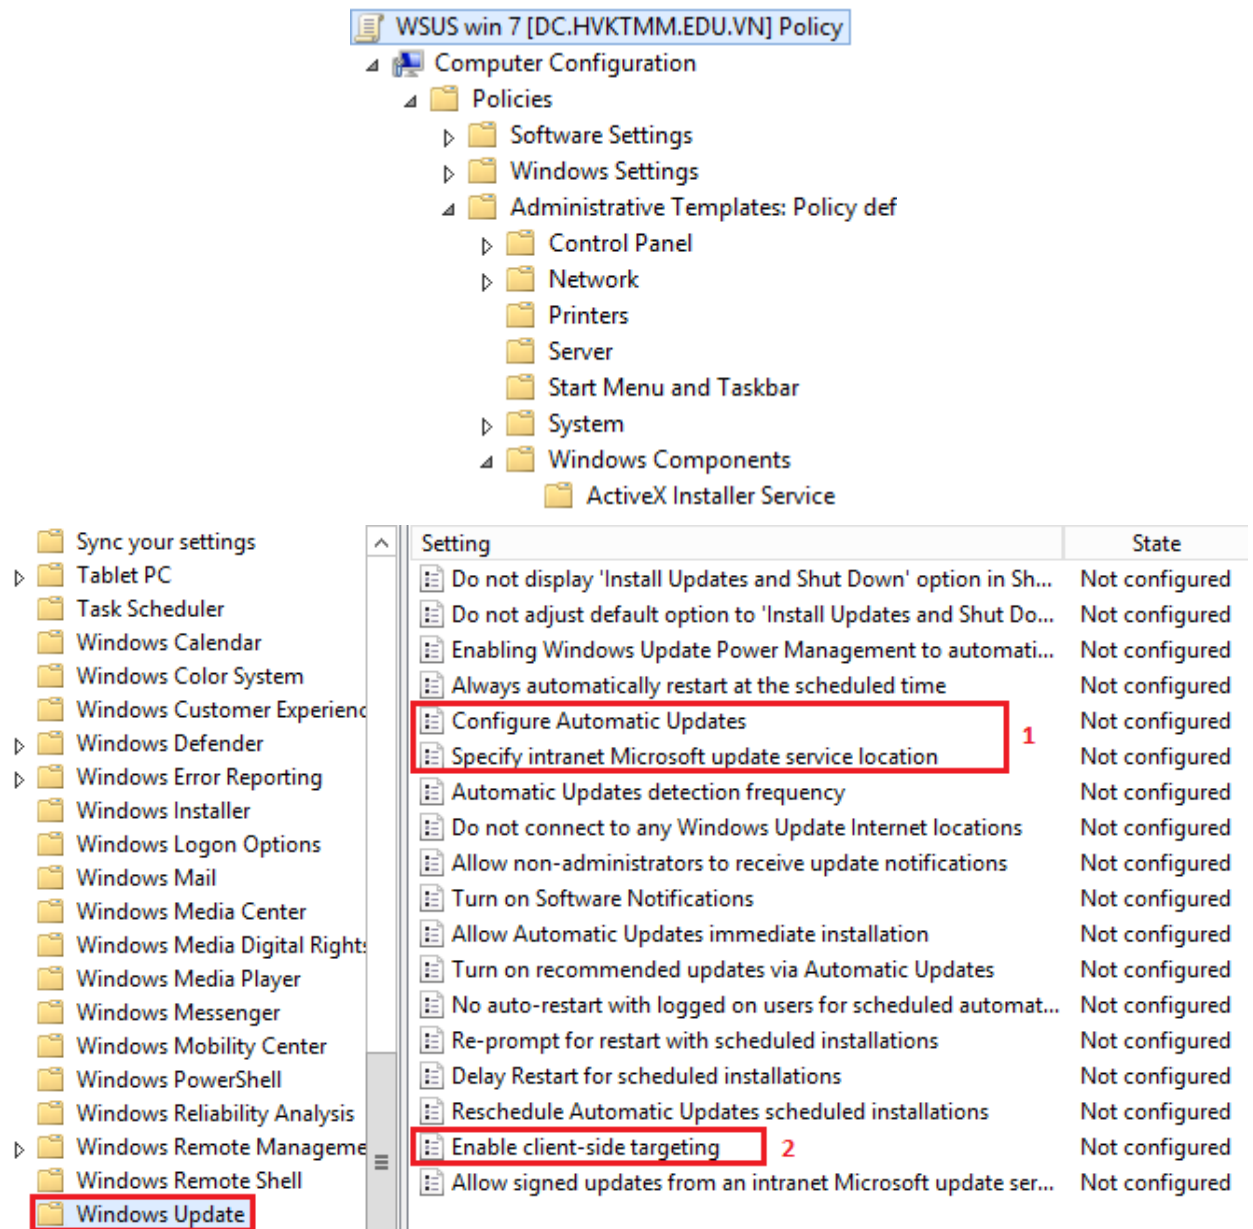 WSUS win 7 [DC.HVKTMM.EDU.VN] Policy
Computer Configuration
Policies
Software Settings
Windows Settings
Administrative Templates: Policy def
Control Panel
Network
Printers
Server
Start Menu and Taskbar
System
Windows Components
ActiveX Installer Service
Sync your settings
Tablet PC
Task Scheduler
Windows Calendar
Windows Color System
Windows Customer Experienc
Windows Defender
Windows Error Reporting
Windows Installer
Windows Logon Options
Windows Mail
Windows Media Center
Windows Media Digital Rights
Windows Media Player
Windows Messenger
Windows Mobility Center
Windows PowerShell
Windows Reliability Analysis
Windows Remote Manageme
Windows Remote Shell
Windows Update
Setting State
Do not display 'Install Updates and Shut Down' option in Sh... Not configured
Do not adjust default option to 'Install Updates and Shut Do... Not configured
Enabling Windows Update Power Management to automati... Not configured
Always automatically restart at the scheduled time Not configured
Configure Automatic Updates Not configured
1
Specify intranet Microsoft update service location Not configured
Automatic Updates detection frequency Not configured
Do not connect to any Windows Update Internet locations Not configured
Allow non-administrators to receive update notifications Not configured
Turn on Software Notifications Not configured
Allow Automatic Updates immediate installation Not configured
Turn on recommended updates via Automatic Updates Not configured
No auto-restart with logged on users for scheduled automat... Not configured
Re-prompt for restart with scheduled installations Not configured
Delay Restart for scheduled installations Not configured
Reschedule Automatic Updates scheduled installations Not configured
Enable client-side targeting 2 Not configured
Allow signed updates from an intranet Microsoft update ser... Not configured